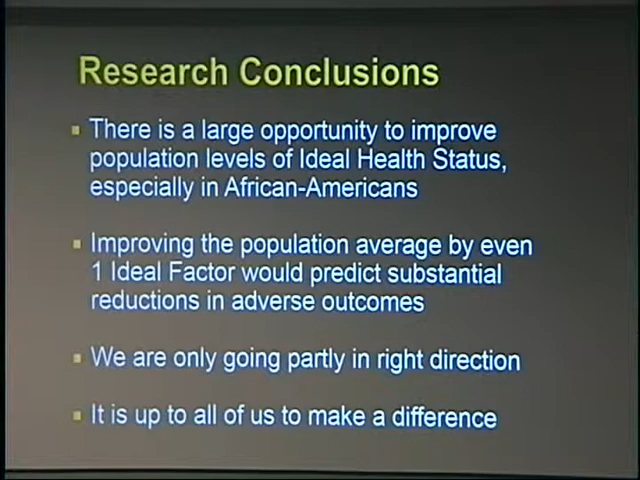 Research Conclusions
There is a large opportunity to improve
population levels of Ideal Health Status,
especially in African-Americans
Improving the population average by even
1 Ideal Factor would predict substantial
reductions in adverse outcomes
We are only going partly in right direction
It is up to all of us to make a difference